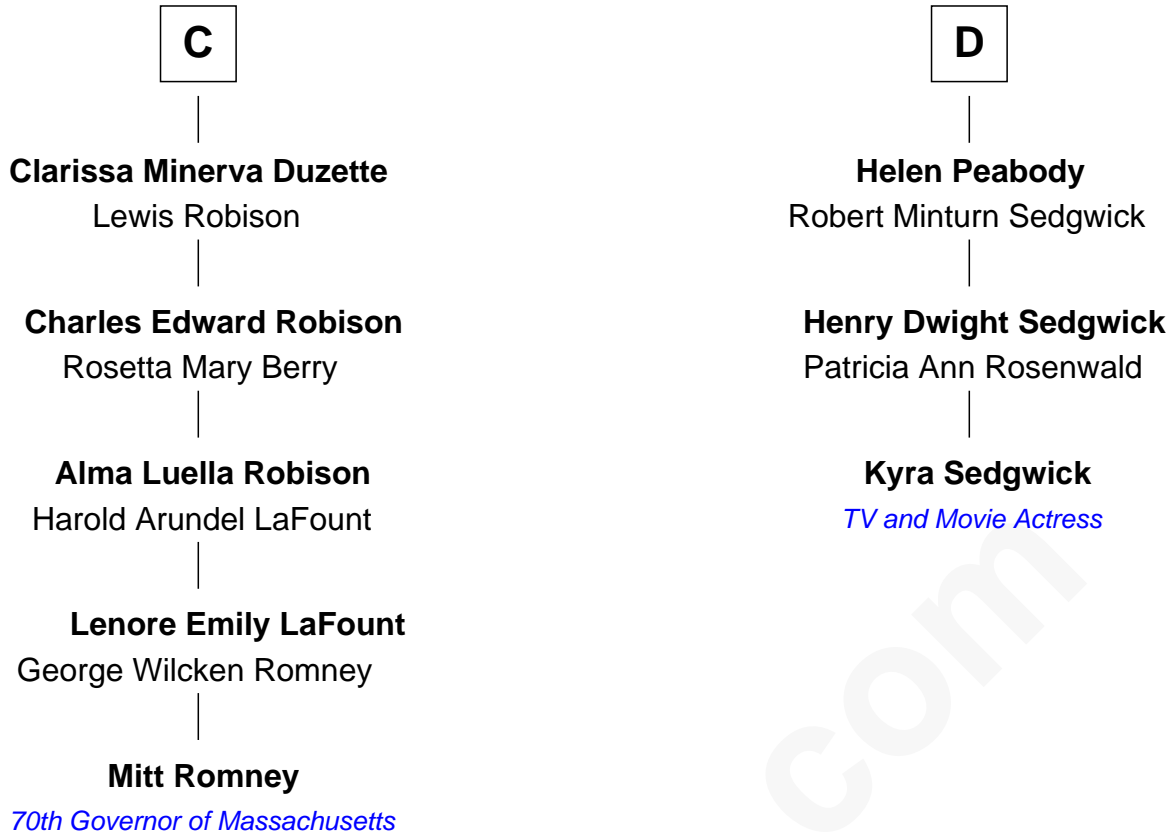 C
Clarissa Minerva Duzette
Lewis Robison
Charles Edward Robison
Rosetta Mary Berry
Alma Luella Robison
Harold Arundel LaFount
Lenore Emily LaFount
George Wilcken Romney
Mitt Romney
70th Governor of Massachusetts
D
Helen Peabody
Robert Minturn Sedgwick
Henry Dwight Sedgwick
Patricia Ann Rosenwald
Kyra Sedgwick
TV and Movie Actress
com